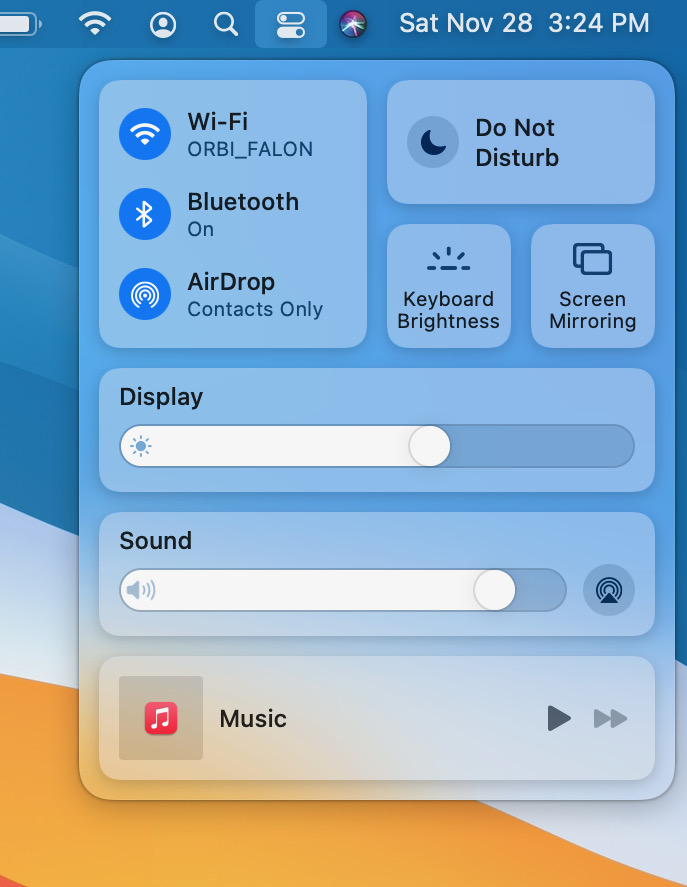 Sat Nov 28 3:24 PM
Wi-Fi
ORBI_FALON
Bluetooth
On
AirDrop
Contacts Only
Do Not
Disturb
Keyboard
Brightness
Screen
Mirroring
Display
Sound
Music